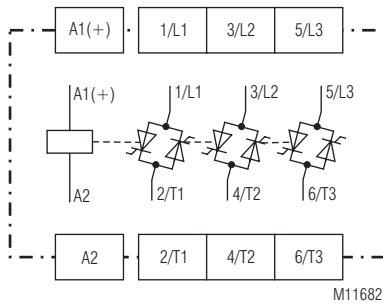 A1(+) 1/L1 3/L2 5/L3
A1(+) 1/L1 3/L2 5/L3
A2 2/T1 4/T2 6/T3
A2 2/T1 4/T2 6/T3
M11682